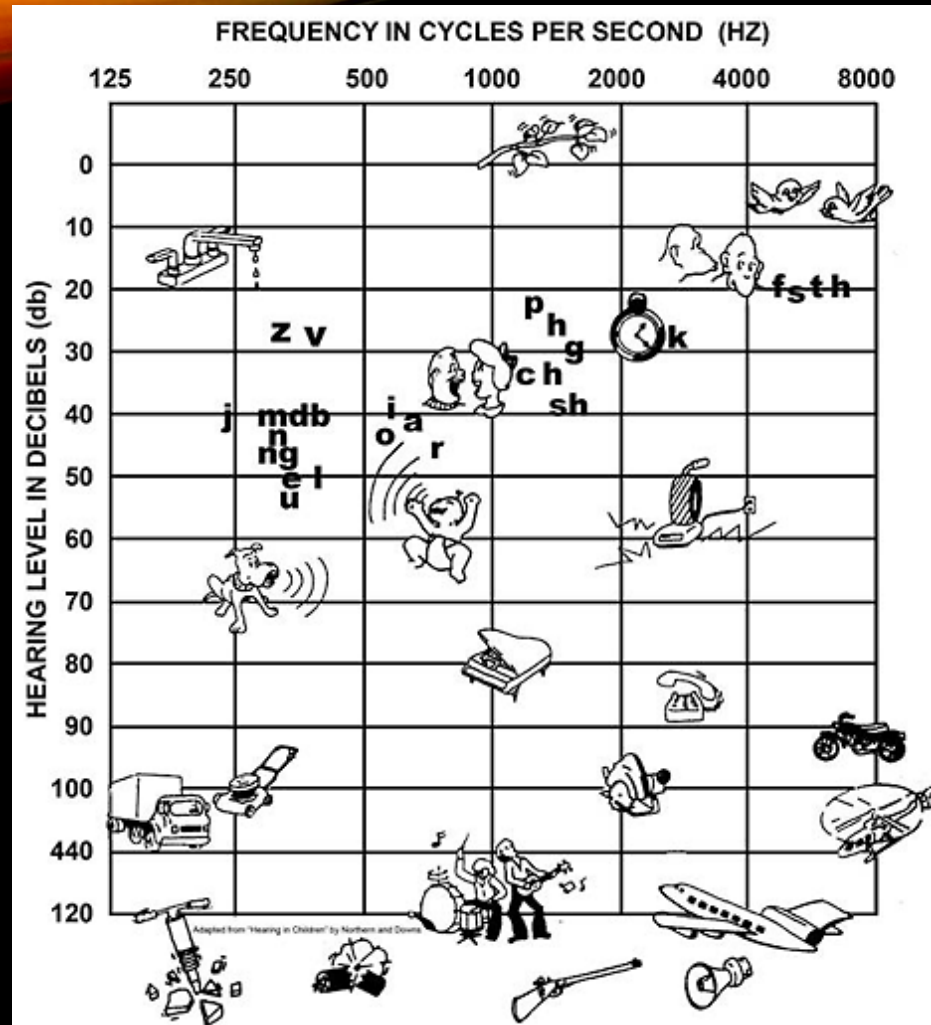 FREQUENCY IN CYCLES PER SECOND (HZ)
125 250 500 1000 2000 4000 8000
HEARING LEVEL IN DECIBELS (db)
0
10
20
f s t h
p
z v
h
k
30
g
c h
i
sh
40
j
mdb
a
n
o
ng
r
50
e l
u
60
70
80
90
100
440
120
Adapted from "Hearing in Children" by Northern and Downs